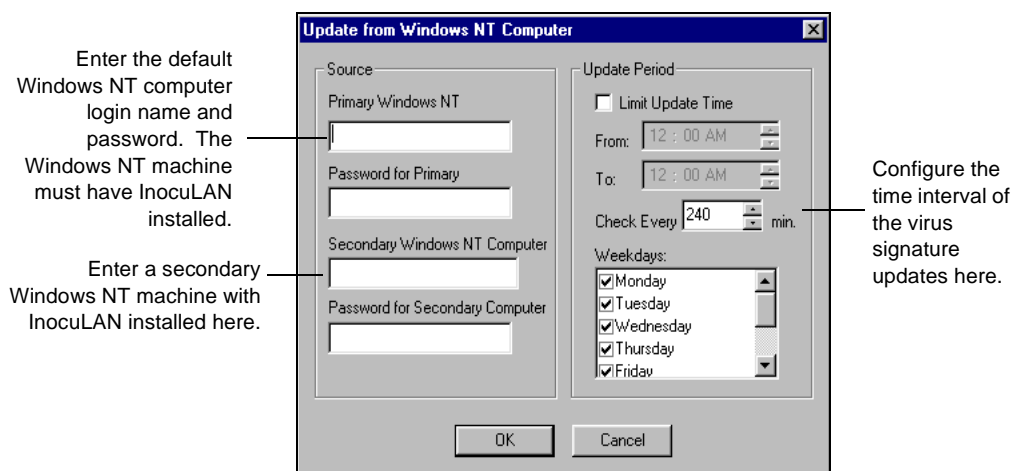 Enter the default
Windows NT computer
login name and
password.  The
Windows NT machine
must have InocuLAN
installed.
Enter a secondary
Windows NT machine with
InocuLAN installed here.
Update from Windows NT Computer
Source
Primary Windows NT
Password for Primary
Secondary Windows NT Computer
Password for Secondary Computer
Update Period
Limit Update Time
From: 12 : 00 AM
To: 12 : 00 AM
Check Every 240 min.
Weekdays:
Monday
Tuesday
Wednesday
Thursday
Friday
OK
Cancel
Configure the
time interval of
the virus
signature
updates here.